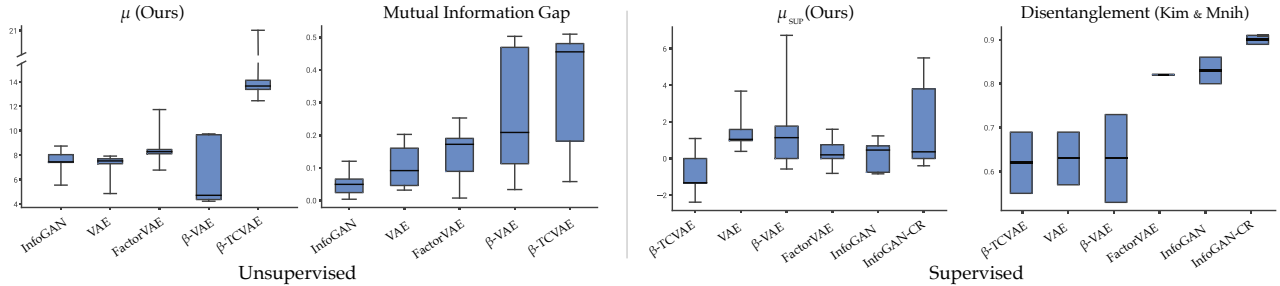 μ (Ours)
21
14
12
10
8
6
4
InfoGAN
VAE
FactorVAE
β-VAE
β-TCVAE
Mutual Information Gap
0.5
0.4
0.3
0.2
0.1
0.0
InfoGAN
VAE
FactorVAE
β-VAE
β-TCVAE
Unsupervised
μSUP (Ours)
6
4
2
0
−2
β-TCVAE
VAE
β-VAE
FactorVAE
InfoGAN
InfoGAN-CR
Disentanglement (Kim & Mnih)
0.9
0.8
0.7
0.6
β-TCVAE
VAE
β-VAE
FactorVAE
InfoGAN
InfoGAN-CR
Supervised